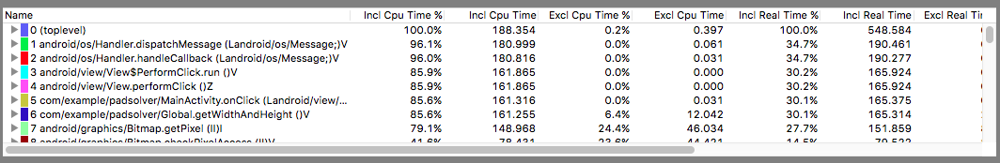 Name Incl Cpu Time % Incl Cpu Time Excl Cpu Time % Excl Cpu Time Incl Real Time % Incl Real Time Excl Real Tim
0 (toplevel) 100.0% 188.354 0.2% 0.397 100.0% 548.584
1 android/os/Handler.dispatchMessage (Landroid/os/Message;)V 96.1% 180.999 0.0% 0.061 34.7% 190.461
2 android/os/Handler.handleCallback (Landroid/os/Message;)V 96.0% 180.816 0.0% 0.031 34.7% 190.277
3 android/view/View$PerformClick.run ()V 85.9% 161.865 0.0% 0.000 30.2% 165.924
4 android/view/View.performClick ()Z 85.9% 161.865 0.0% 0.000 30.2% 165.924
5 com/example/padsolver/MainActivity.onClick (Landroid/view/... 85.6% 161.316 0.0% 0.031 30.1% 165.375
6 com/example/padsolver/Global.getWidthAndHeight ()V 85.6% 161.255 6.4% 12.042 30.1% 165.314
7 android/graphics/Bitmap.getPixel (II)I 79.1% 148.968 24.4% 46.034 27.7% 151.859
8 android/graphics/Bitmap.checkPixelAccess (II)V 41.6% 78.431 23.6% 44.421 14.5% 79.522